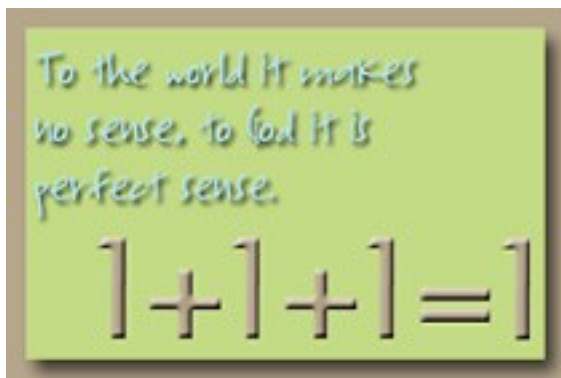 To the world it makes
no sense, to God it is
perfect sense.
1+1+1=1